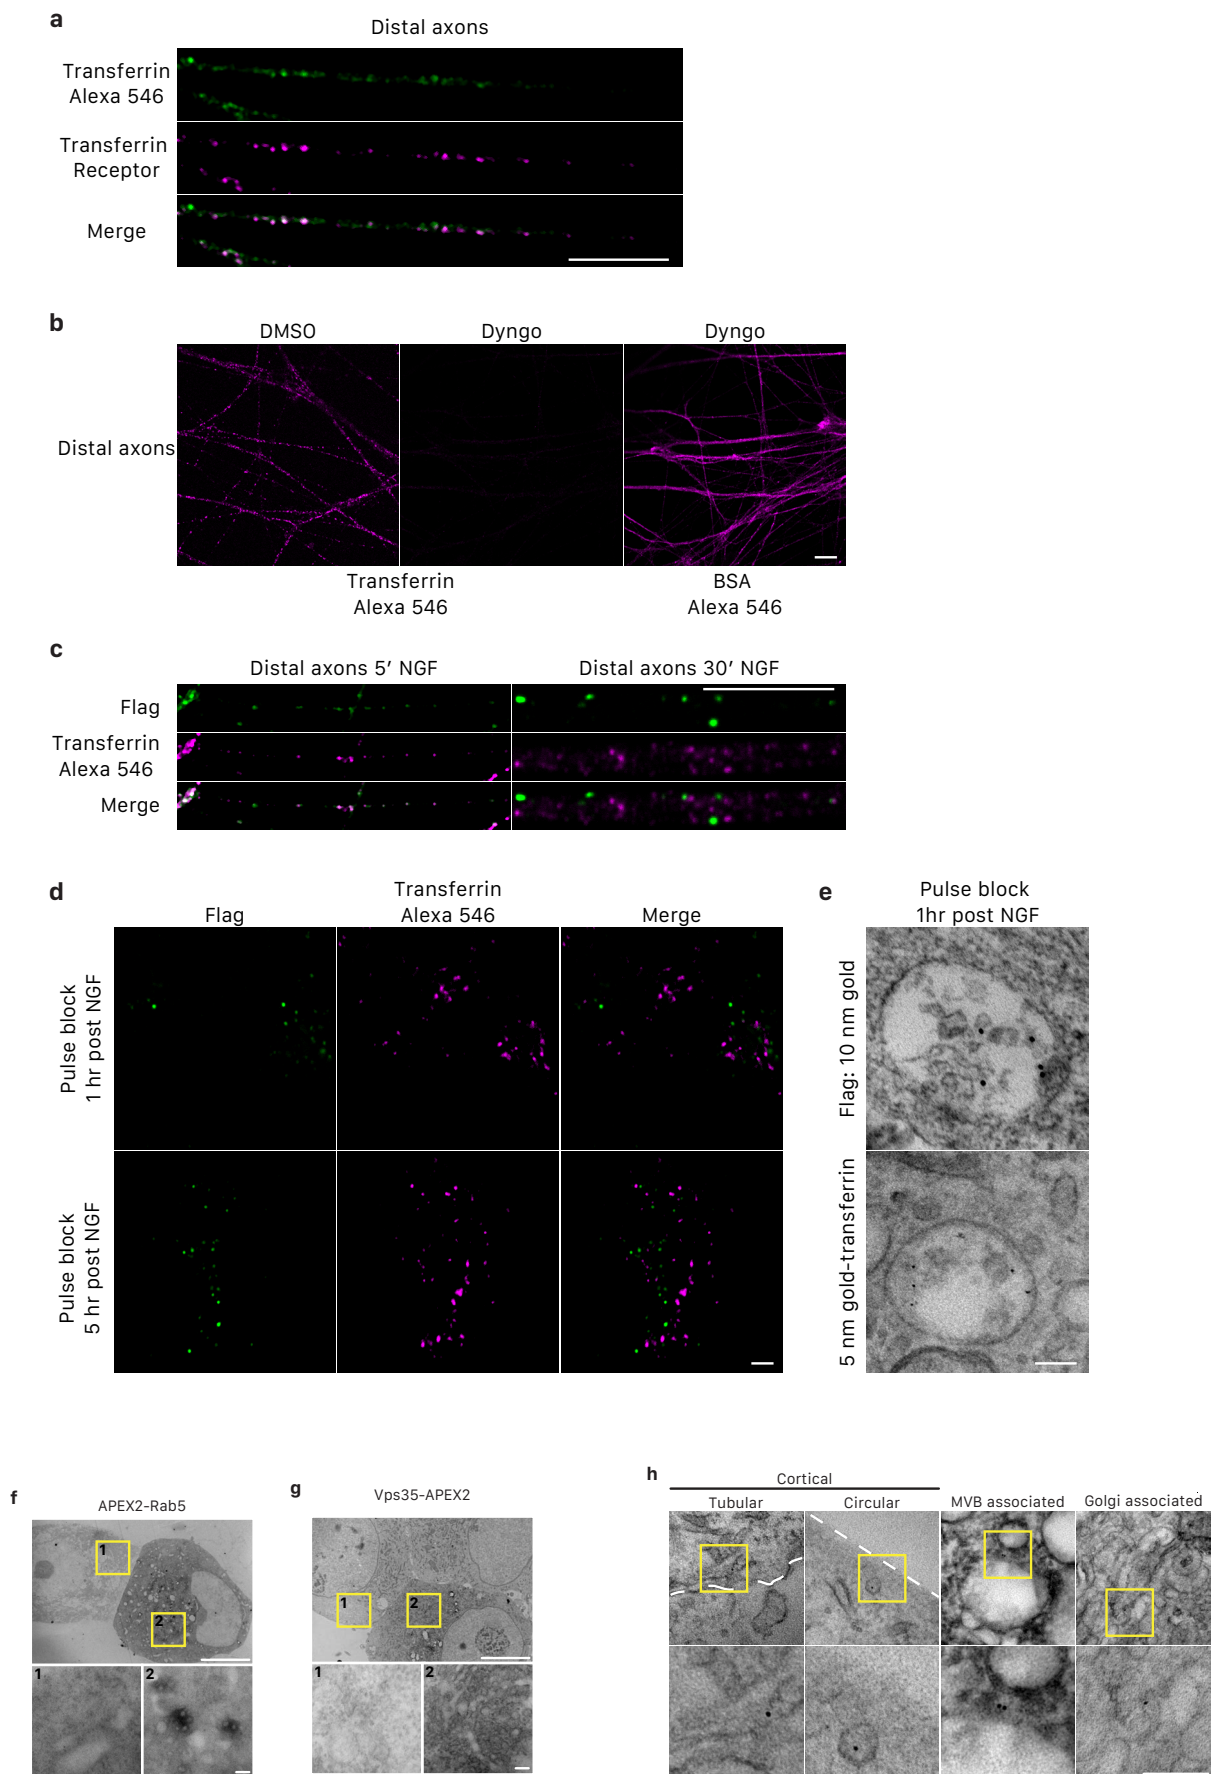 a
Distal axons
Transferrin
Alexa 546
Transferrin
Receptor
Merge
b
DMSO
Dyngo
Dyngo
Distal axons
Transferrin
Alexa 546
BSA
Alexa 546
c
Distal axons 5′ NGF
Distal axons 30′ NGF
Flag
Transferrin
Alexa 546
Merge
d
Flag
Transferrin
Alexa 546
Merge
Pulse block
1 hr post NGF
Pulse block
5 hr post NGF
e
Pulse block
1hr post NGF
Flag: 10 nm gold
5 nm gold-transferrin
f
APEX2-Rab5
1
2
1
2
g
Vps35-APEX2
1
2
1
2
h
Cortical
Tubular
Circular
MVB associated
Golgi associated